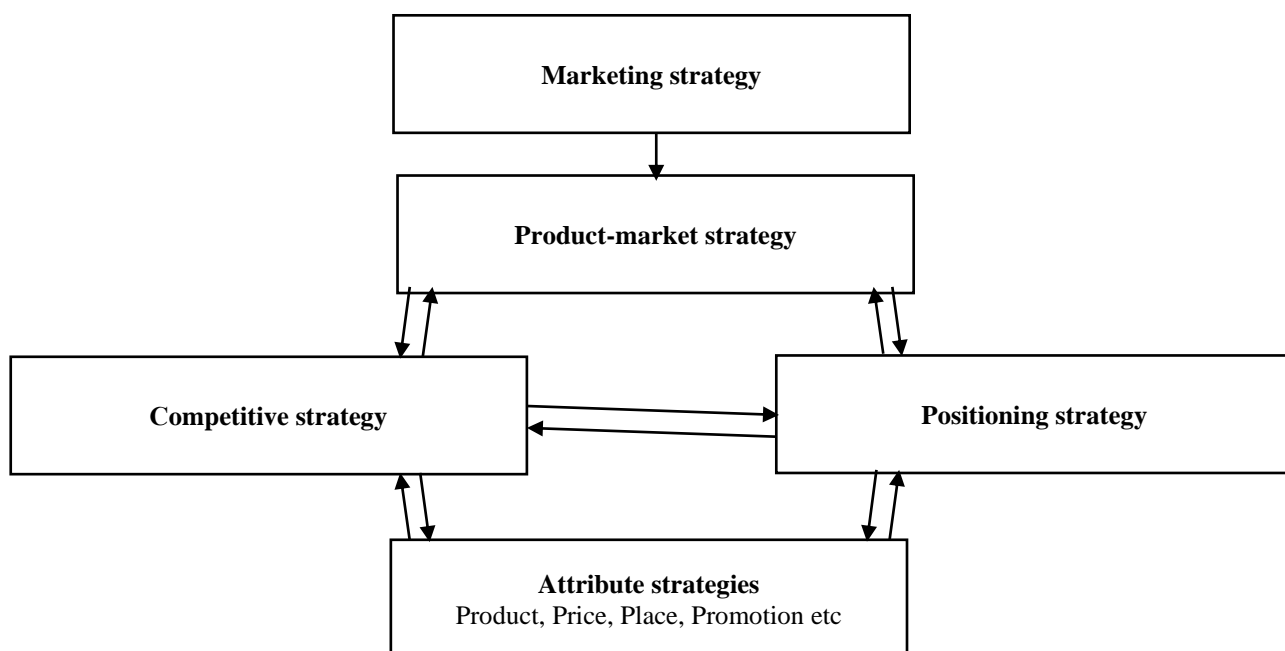 Marketing strategy
Product-market strategy
Competitive strategy
Positioning strategy
Attribute strategies
Product, Price, Place, Promotion etc